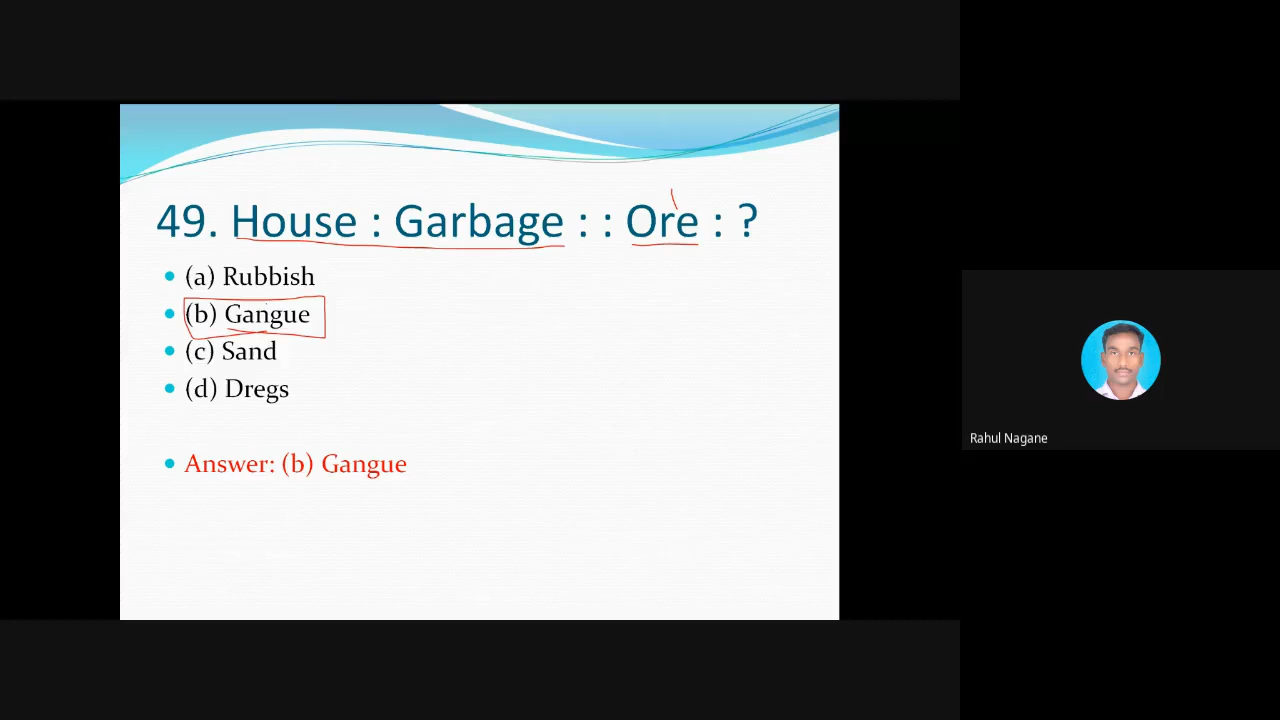 49. House : Garbage : : Ore : ?
(a) Rubbish
(b) Gangue
(c) Sand
(d) Dregs
Answer: (b) Gangue
Rahul Nagane